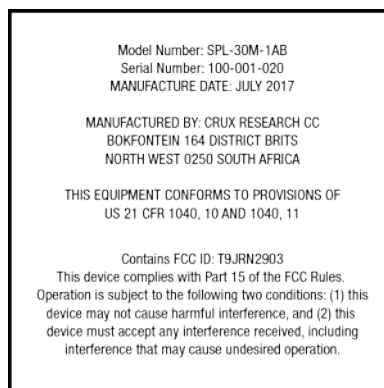 Model Number: SPL-30M-1AB
Serial Number: 100-001-020
MANUFACTURE DATE: JULY 2017
MANUFACTURED BY: CRUX RESEARCH CC
BOKFONTEIN 164 DISTRICT BRITS
NORTH WEST 0250 SOUTH AFRICA
THIS EQUIPMENT CONFORMS TO PROVISIONS OF
US 21 CFR 1040, 10 AND 1040, 11
Contains FCC ID: T9JRN2903
This device complies with Part 15 of the FCC Rules.
Operation is subject to the following two conditions: (1) this
device may not cause harmful interference, and (2) this
device must accept any interference received, including
interference that may cause undesired operation.